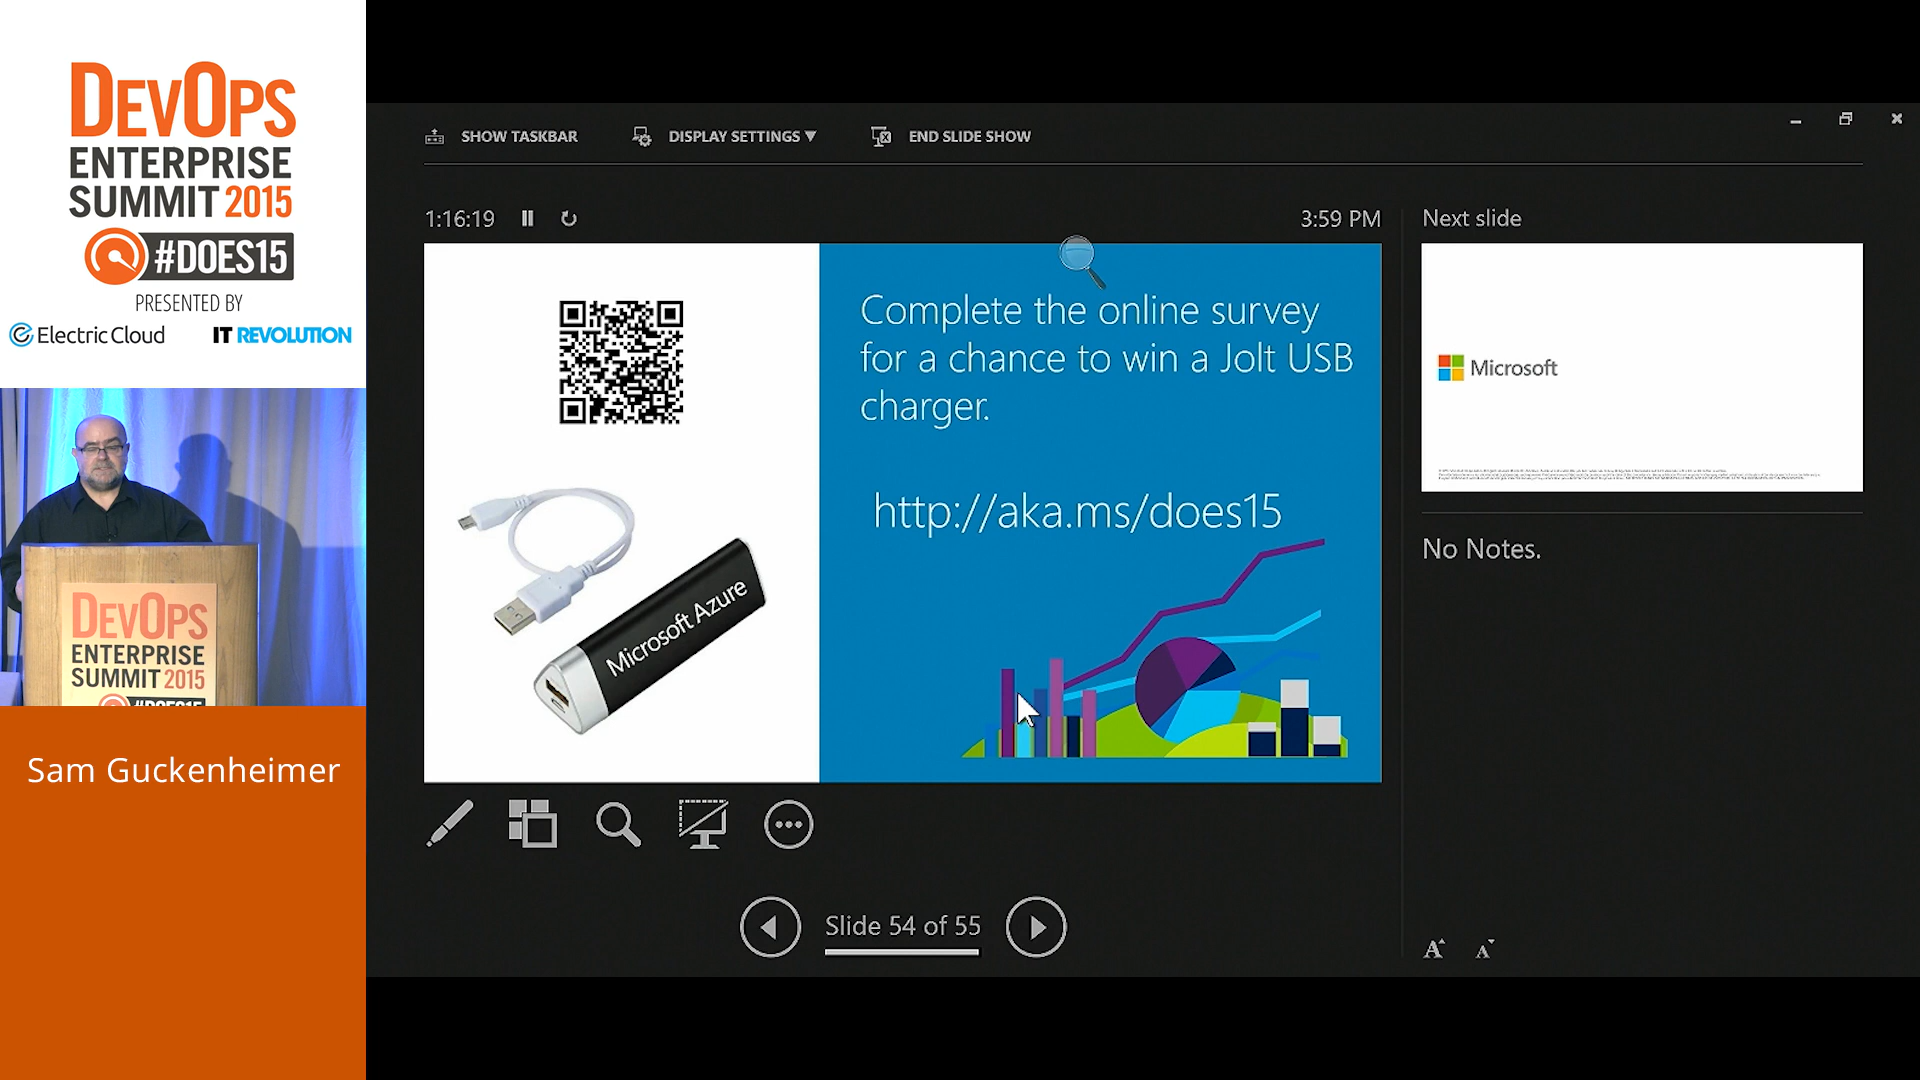 DEVOPS
ENTERPRISE
SUMMIT 2015
#DOES15
PRESENTED BY
Electric Cloud
IT REVOLUTION
DEVOPS
ENTERPRISE
SUMMIT 2015
#DOES15
Sam Guckenheimer
SHOW TASKBAR
DISPLAY SETTINGS ▼
END SLIDE SHOW
1:16:19
3:59 PM
Complete the online survey
for a chance to win a Jolt USB
charger.
http://aka.ms/does15
Microsoft Azure
Slide 54 of 55
Next slide
Microsoft
No Notes.
A A